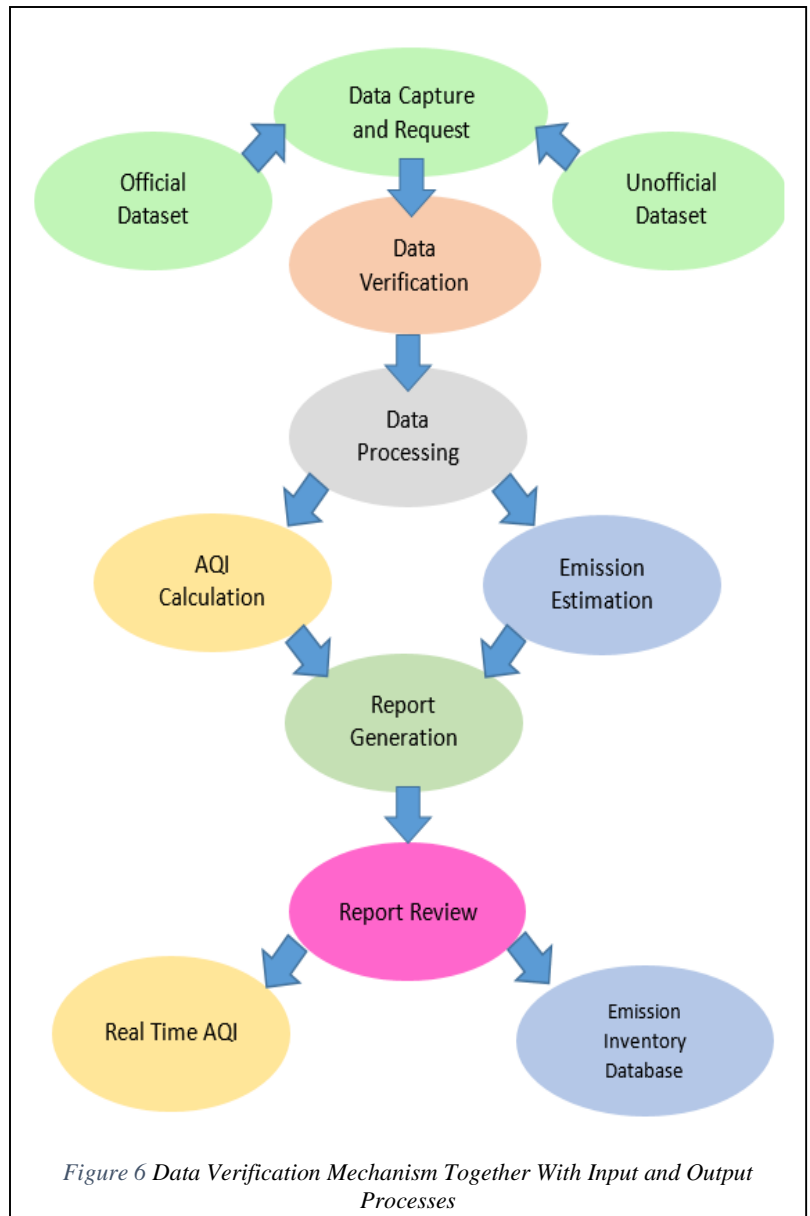 Data Capture
and Request
Official
Dataset
Unofficial
Dataset
Data
Verification
Data
Processing
AQI
Calculation
Emission
Estimation
Report
Generation
Report Review
Real Time AQI
Emission
Inventory
Database
Figure 6 Data Verification Mechanism Together With Input and Output
Processes